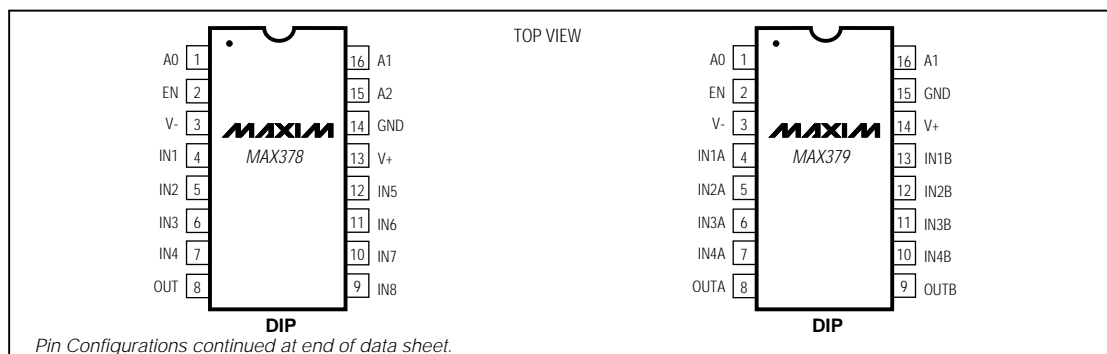 TOP VIEW
A0 1
EN 2
V- 3
IN1 4
IN2 5
IN3 6
IN4 7
OUT 8
MAXIM
MAX378
16 A1
15 A2
14 GND
13 V+
12 IN5
11 IN6
10 IN7
9 IN8
DIP
A0 1
EN 2
V- 3
IN1A 4
IN2A 5
IN3A 6
IN4A 7
OUTA 8
MAXIM
MAX379
16 A1
15 GND
14 V+
13 IN1B
12 IN2B
11 IN3B
10 IN4B
9 OUTB
DIP
Pin Configurations continued at end of data sheet.